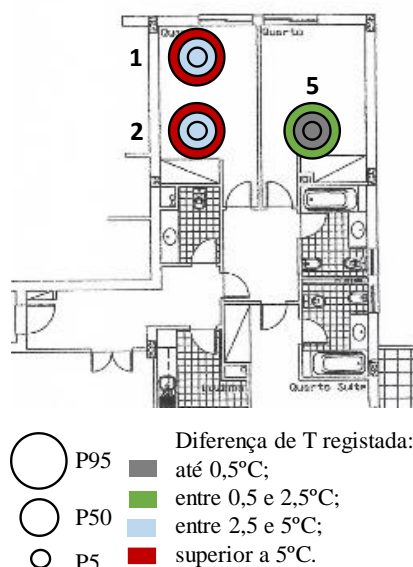 1
Quarto
5
2
Quarto Suite
P95
P50
P5
Diferença de T registada:
até 0,5ºC;
entre 0,5 e 2,5ºC;
entre 2,5 e 5ºC;
superior a 5ºC.